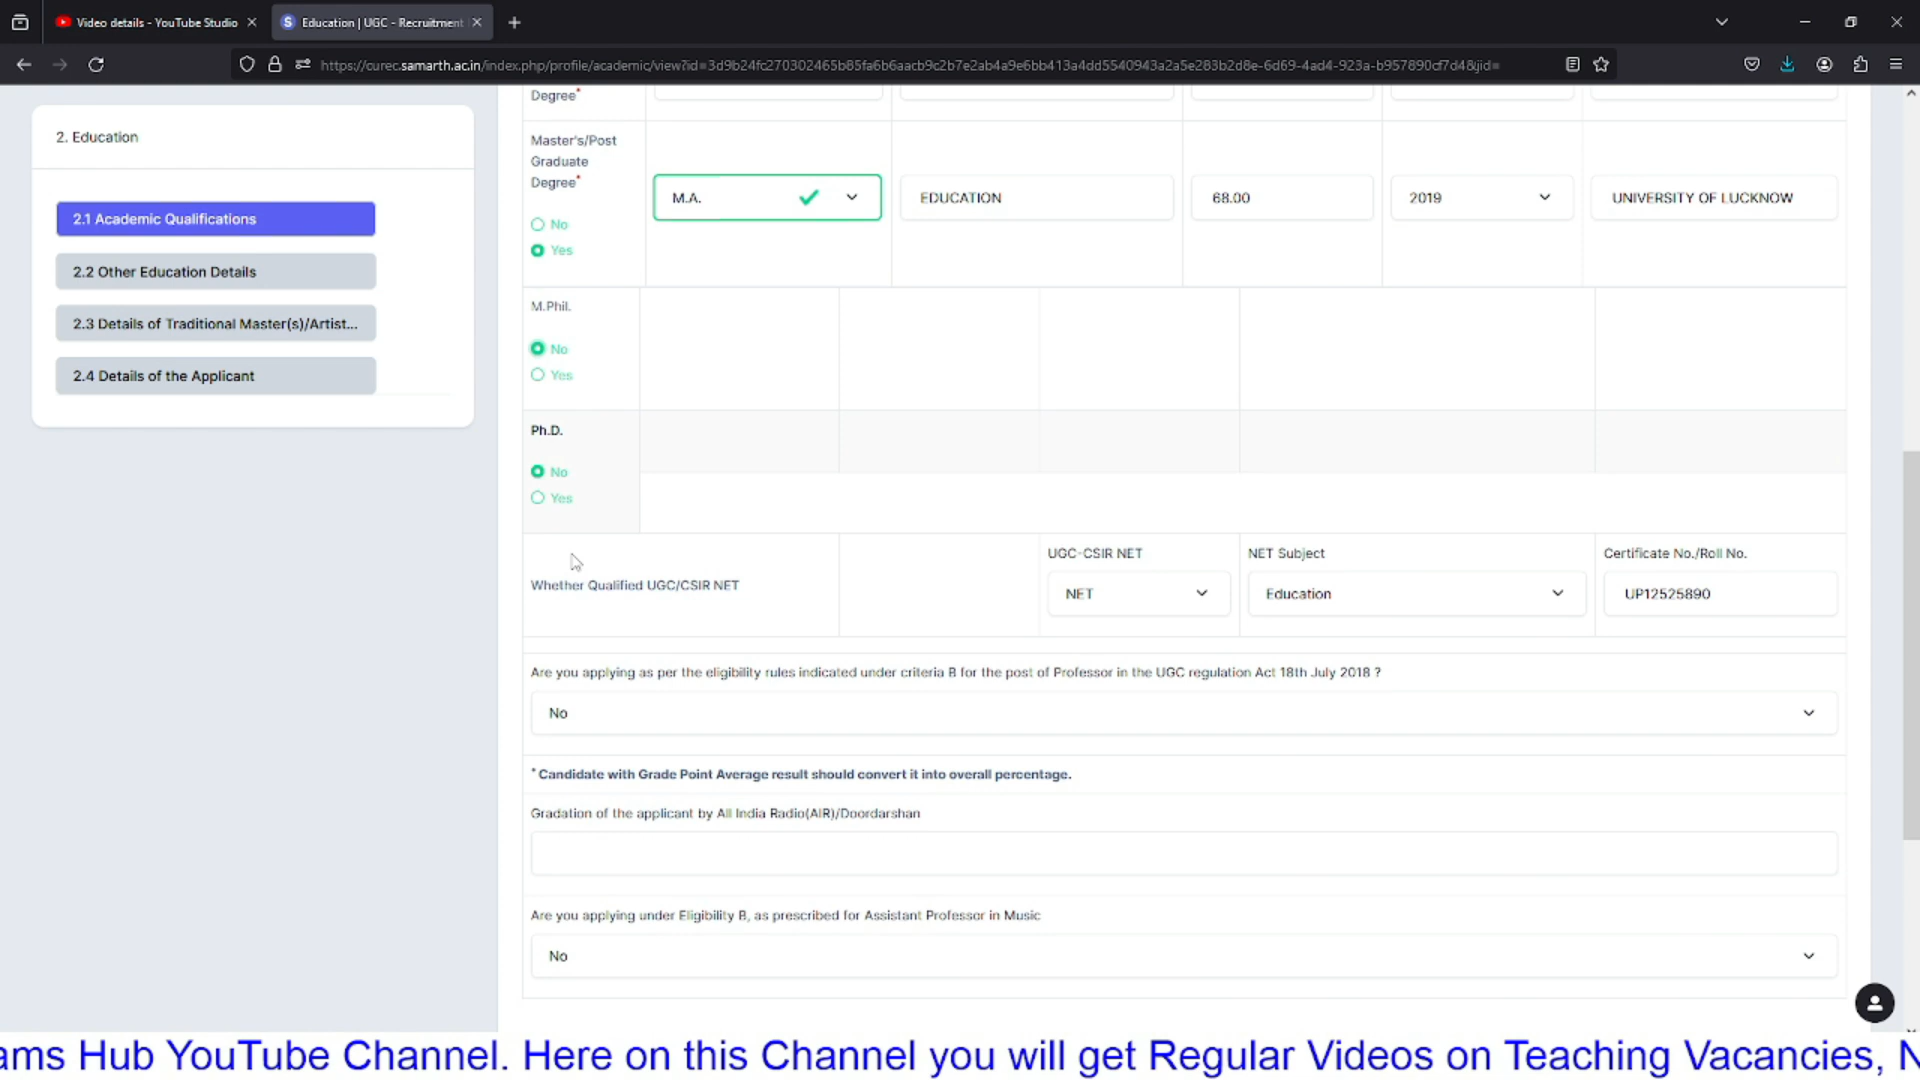 Video details - YouTube Studio
Education | UGC - Recruitment
https://curec.samarth.ac.in/index.php/profile/academic/view?id=3d9b24fc270302465b85fa6b6aacb9c2b7e2ab4a9e6bb413a4dd5540943a2a5e283b2d8e-6d69-4ad4-923a-b957890cf7d4&jid=
2. Education
2.1 Academic Qualifications
2.2 Other Education Details
2.3 Details of Traditional Master(s)/Artist...
2.4 Details of the Applicant
Degree*
Master's/Post
Graduate
Degree*
No
Yes
M.A.
EDUCATION
68.00
2019
UNIVERSITY OF LUCKNOW
M.Phil.
No
Yes
Ph.D.
No
Yes
Whether Qualified UGC/CSIR NET
UGC-CSIR NET
NET
NET Subject
Education
Certificate No./Roll No.
UP12525890
Are you applying as per the eligibility rules indicated under criteria B for the post of Professor in the UGC regulation Act 18th July 2018 ?
No
*Candidate with Grade Point Average result should convert it into overall percentage.
Gradation of the applicant by All India Radio(AIR)/Doordarshan
Are you applying under Eligibility B, as prescribed for Assistant Professor in Music
No
ams Hub YouTube Channel. Here on this Channel you will get Regular Videos on Teaching Vacancies, N